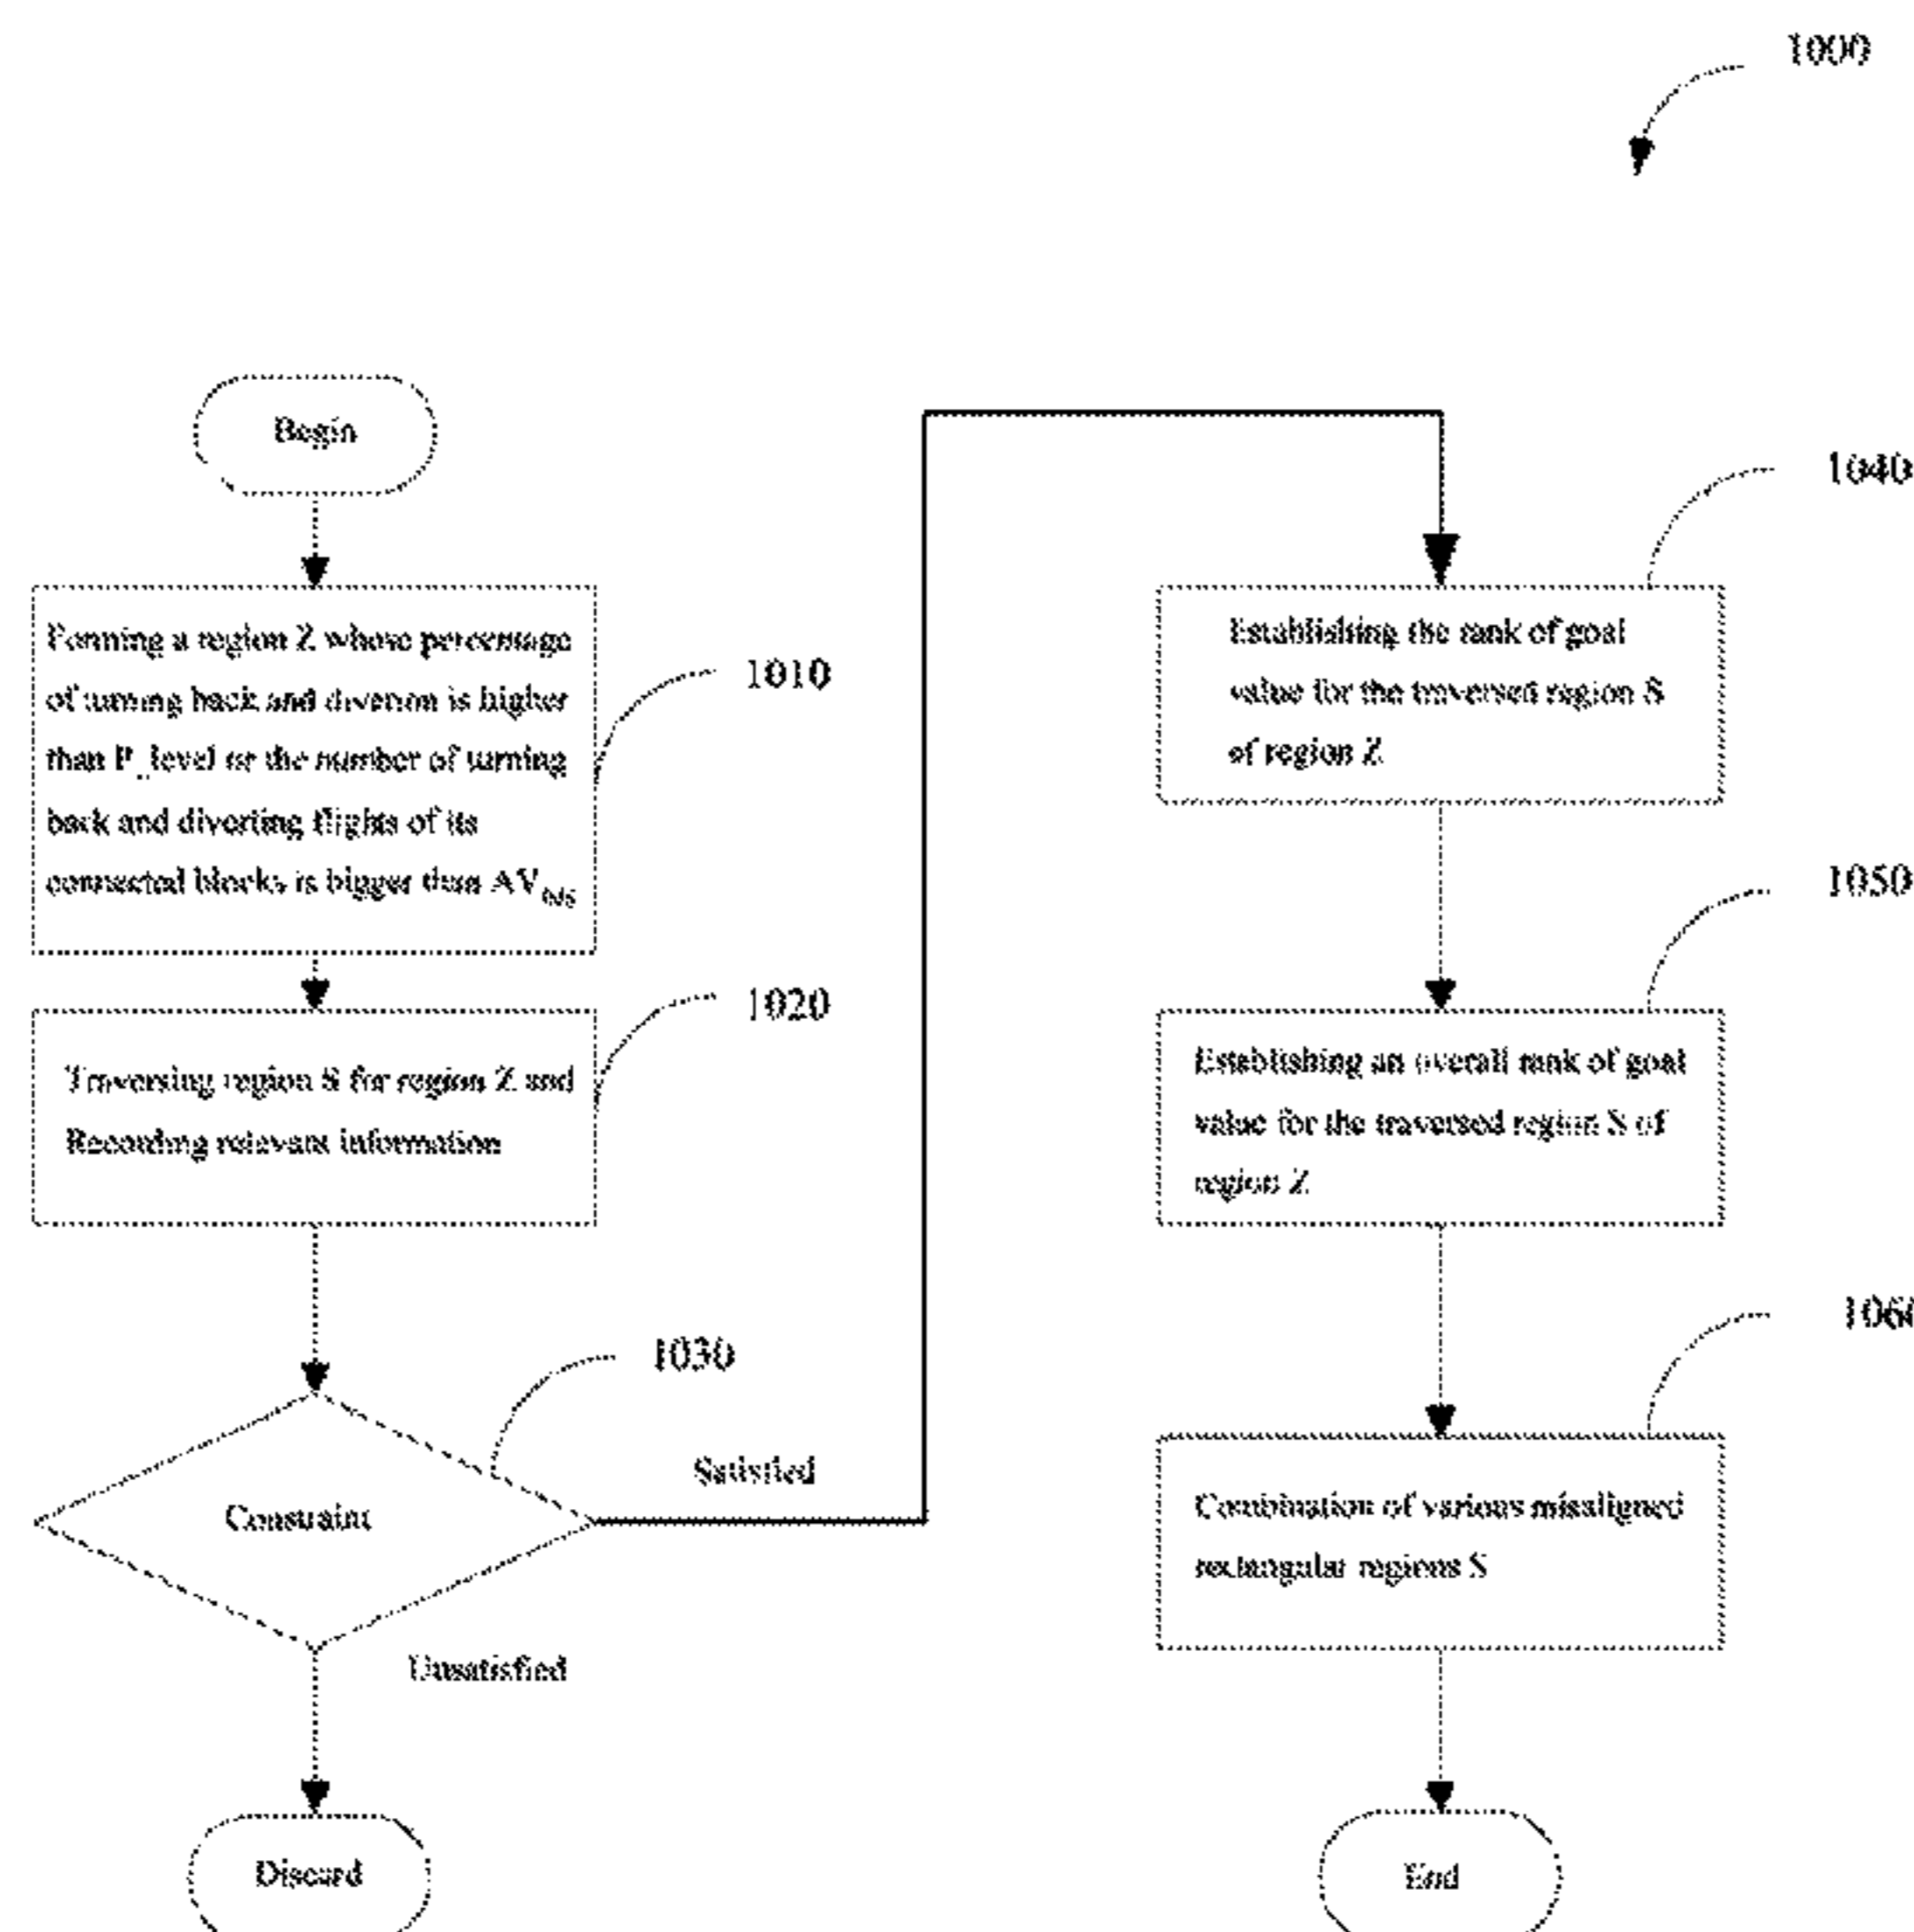 1000
Begin
Forming a region Z whose percentage
of turning back and divertion is higher
than P_level or the number of turning
back and diverting flights of its
connected blocks is bigger than AV
1010
Traversing region S for region Z and
Recording relevant information
1020
1030
Constraint
Satisfied
Unsatisfied
Discard
1040
Establishing the rank of goal
value for the traversed region S
of region Z
1050
Establishing an overall rank of goal
value for the traversed region S of
region Z
1060
Combination of various misaligned
rectangular regions S
End